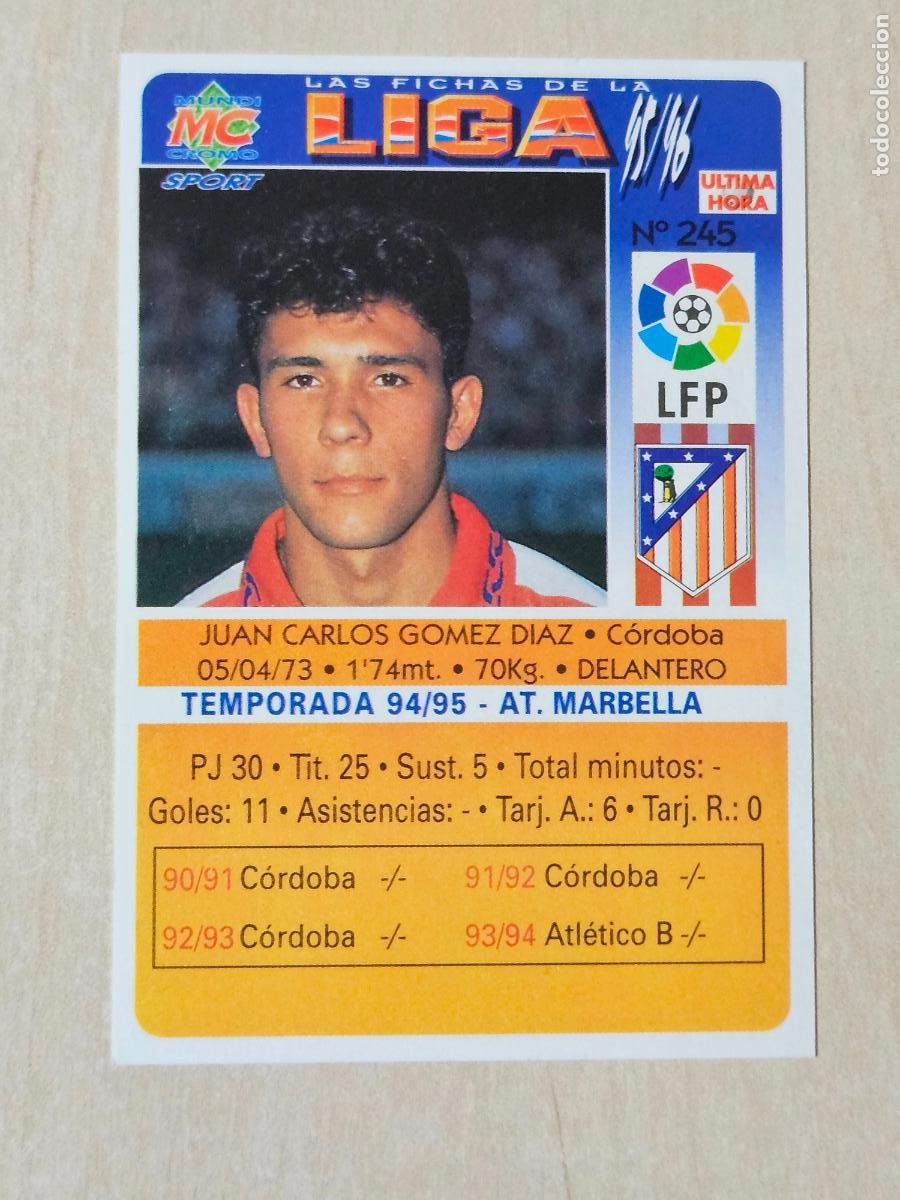 LAS FICHAS DE LA
LIGA
95/96
MUNDI
MC
CROMO
SPORT
ULTIMA
HORA
Nº 245
LFP
JUAN CARLOS GOMEZ DIAZ • Córdoba
05/04/73 • 1'74mt. • 70Kg. • DELANTERO
TEMPORADA 94/95 - AT. MARBELLA
PJ 30 • Tit. 25 • Sust. 5 • Total minutos: -
Goles: 11 • Asistencias: - • Tarj. A.: 6 • Tarj. R.: 0
90/91 Córdoba -/- 91/92 Córdoba -/-
92/93 Córdoba -/- 93/94 Atlético B -/-
todocoleccion